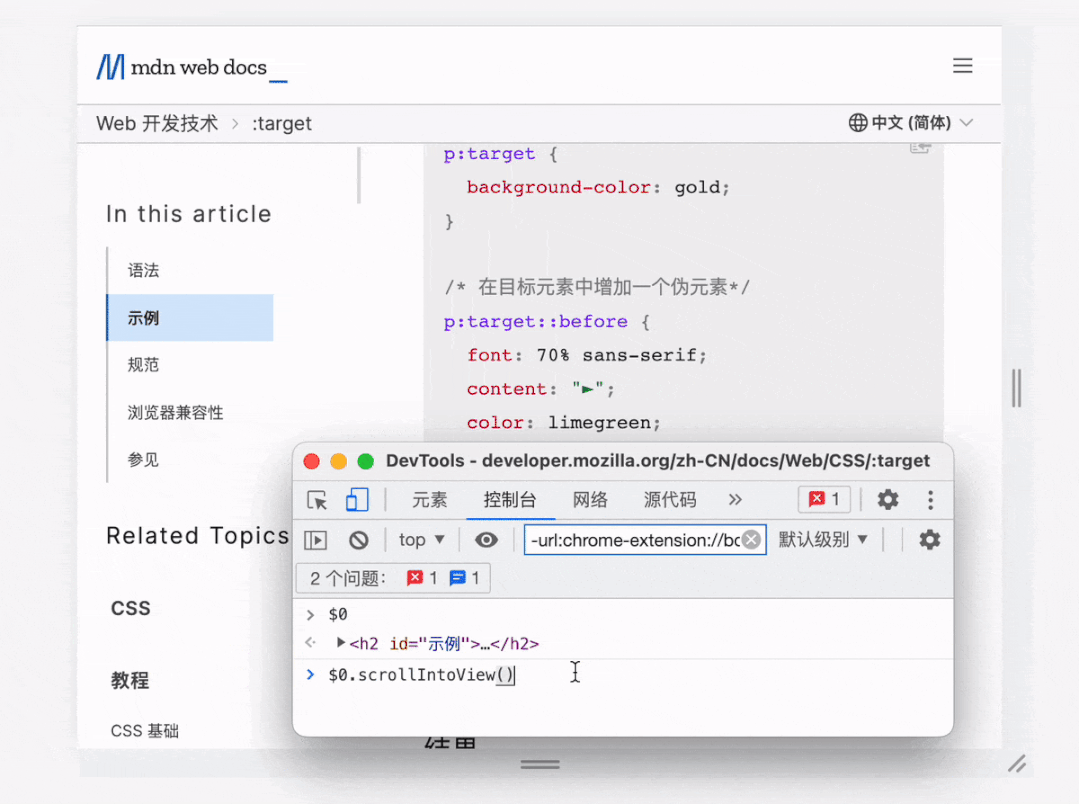 mdn web docs_
Web 开发技术 > :target
中文 (简体)
In this article
语法
示例
规范
浏览器兼容性
参见
Related Topics
CSS
教程
CSS 基础
p:target {
background-color: gold;
}
/* 在目标元素中增加一个伪元素*/
p:target::before {
font: 70% sans-serif;
content: "►";
color: limegreen;
DevTools - developer.mozilla.org/zh-CN/docs/Web/CSS/:target
元素 控制台 网络 源代码 » 1
top ▼ -url:chrome-extension://bc 默认级别 ▼
2 个问题: 1 1
> $0
<h2 id="示例">…</h2>
> $0.scrollIntoView()